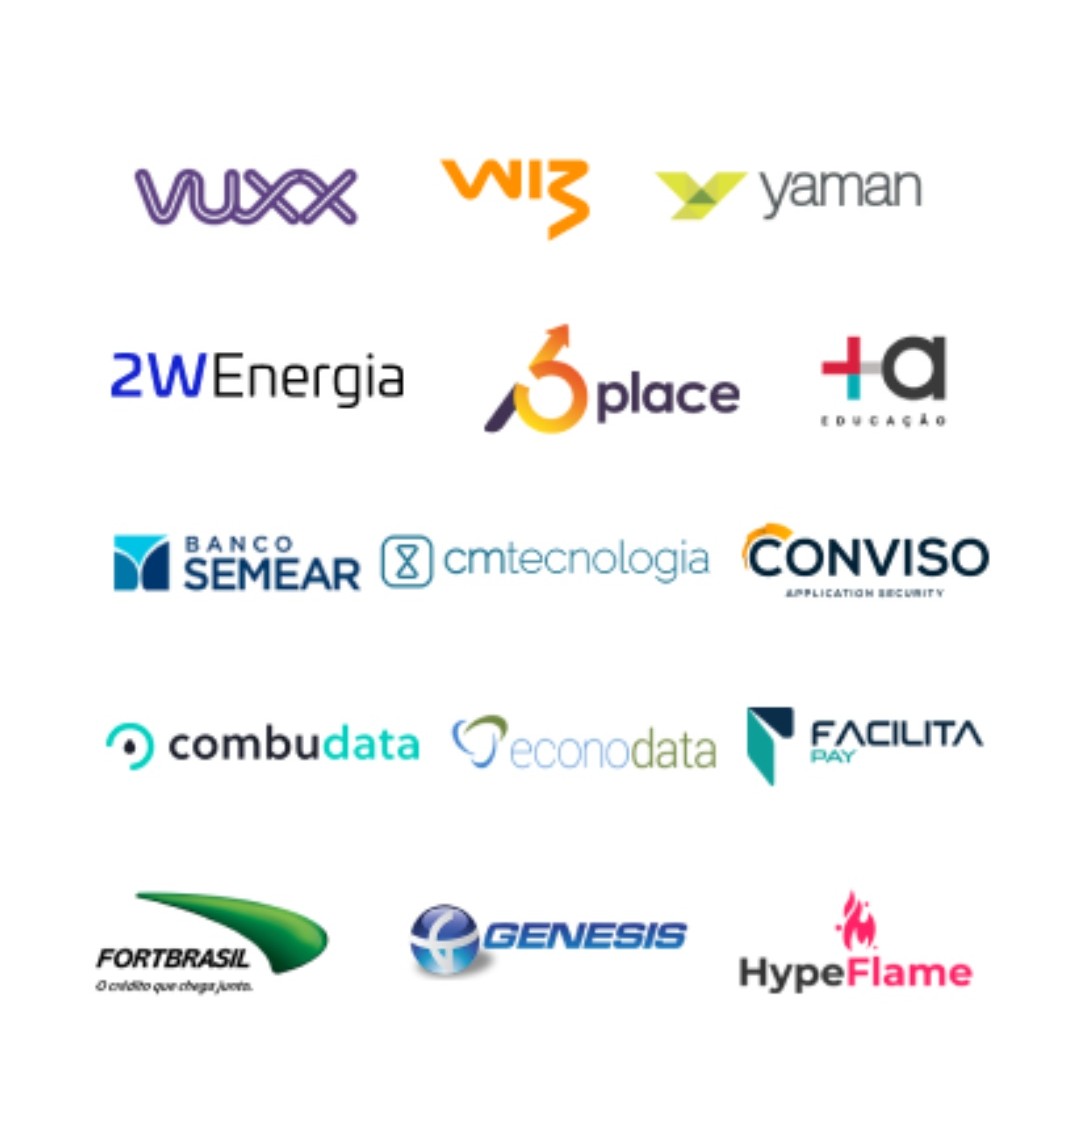 VUXX
WIZ
yaman
2WEnergia
6place
+a
EDUCAÇÃO
BANCO
SEMEAR
cmtecnologia
CONVISO
APPLICATION SECURITY
combudata
econodata
FACILITA
PAY
FORTBRASIL
O crédito que chega junto.
GENESIS
HypeFlame